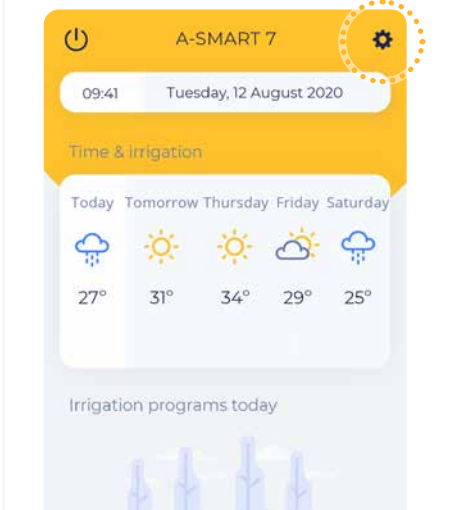 A-SMART 7
09:41 Tuesday, 12 August 2020
Time & irrigation
Today Tomorrow Thursday Friday Saturday
27° 31° 34° 29° 25°
Irrigation programs today